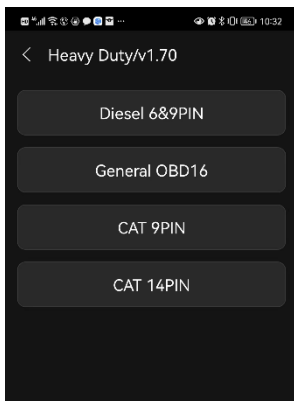 10:32
Heavy Duty/v1.70
Diesel 6&9PIN
General OBD16
CAT 9PIN
CAT 14PIN